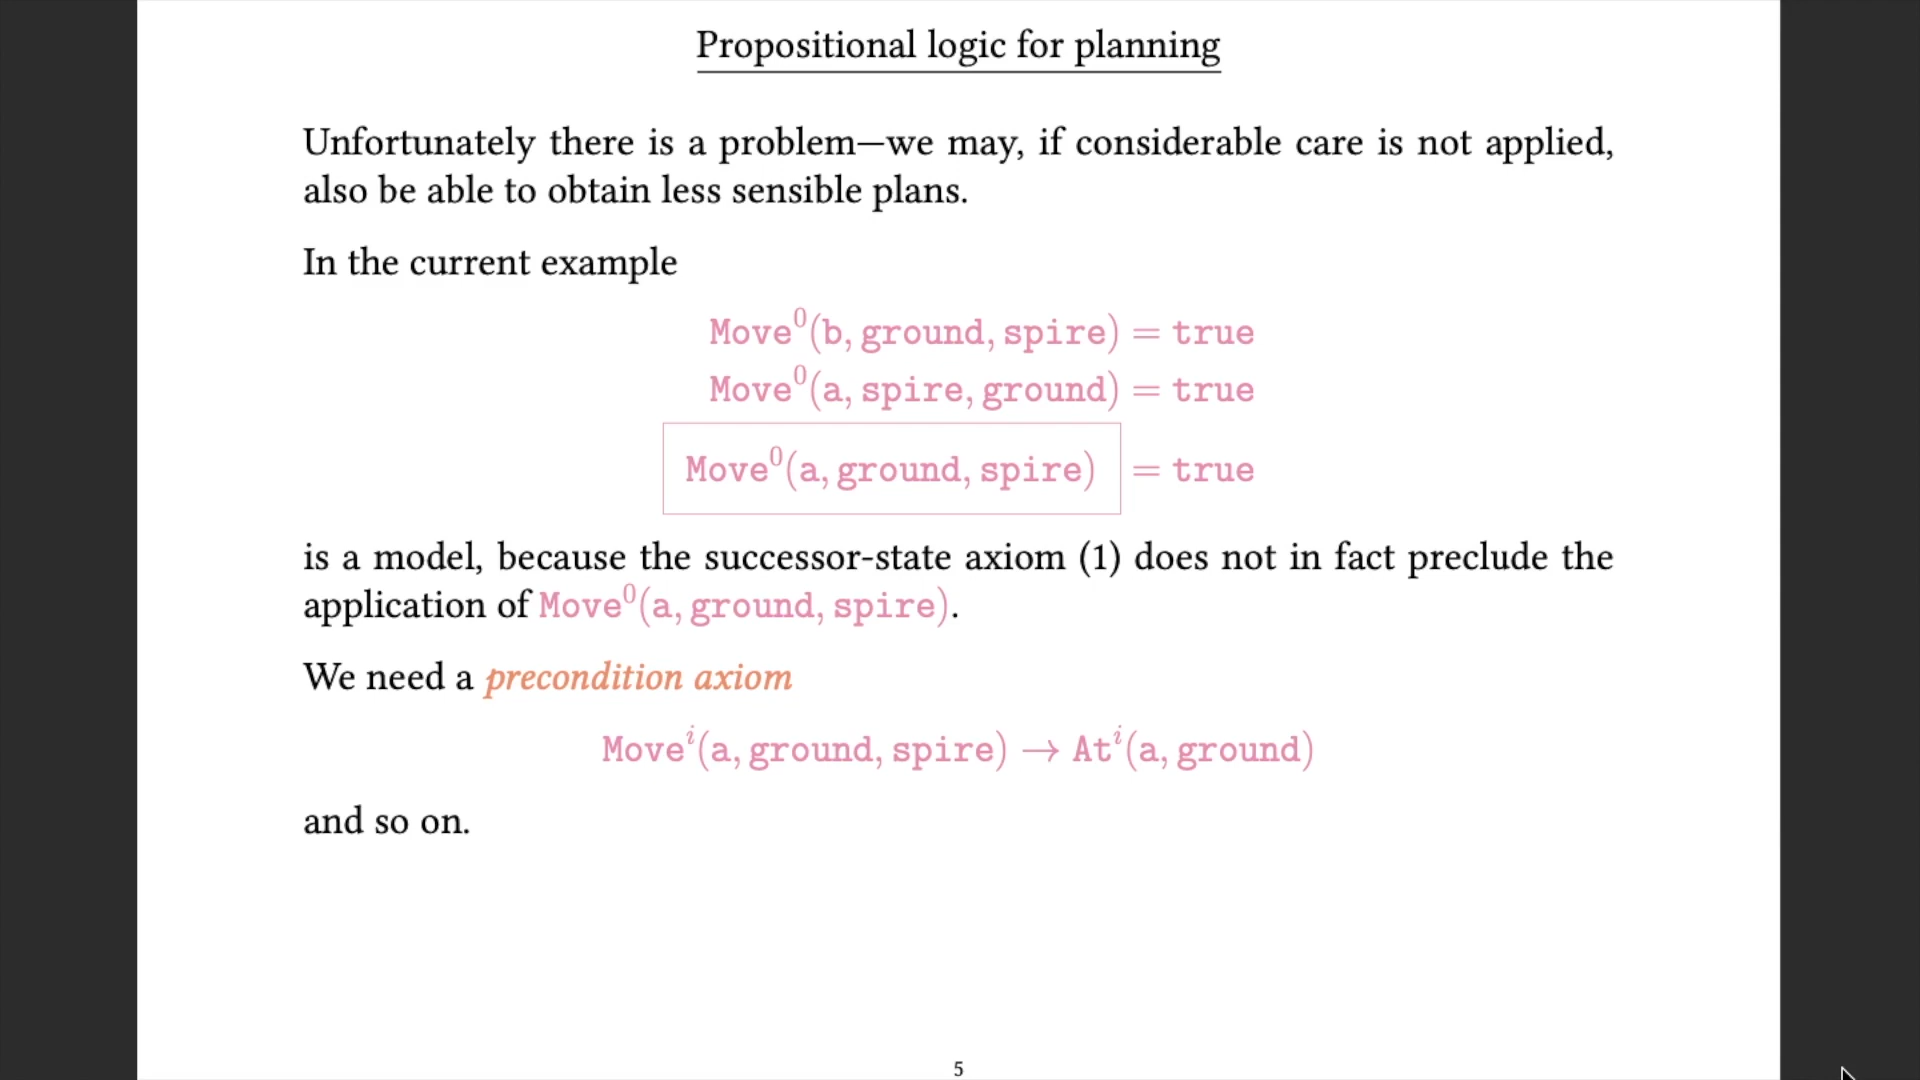 Propositional logic for planning
Unfortunately there is a problem—we may, if considerable care is not applied,
also be able to obtain less sensible plans.
In the current example
Move⁰(b, ground, spire) = true
Move⁰(a, spire, ground) = true
Move⁰(a, ground, spire) = true
is a model, because the successor-state axiom (1) does not in fact preclude the
application of Move⁰(a, ground, spire).
We need a precondition axiom
Moveⁱ(a, ground, spire) → Atⁱ(a, ground)
and so on.
5